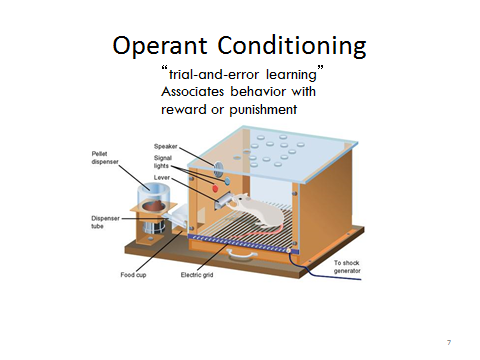 Operant Conditioning
“trial-and-error learning”
Associates behavior with
reward or punishment
Speaker
Signal
lights
Lever
Pellet
dispenser
Dispenser
tube
Food cup
Electric grid
To shock
generator
7